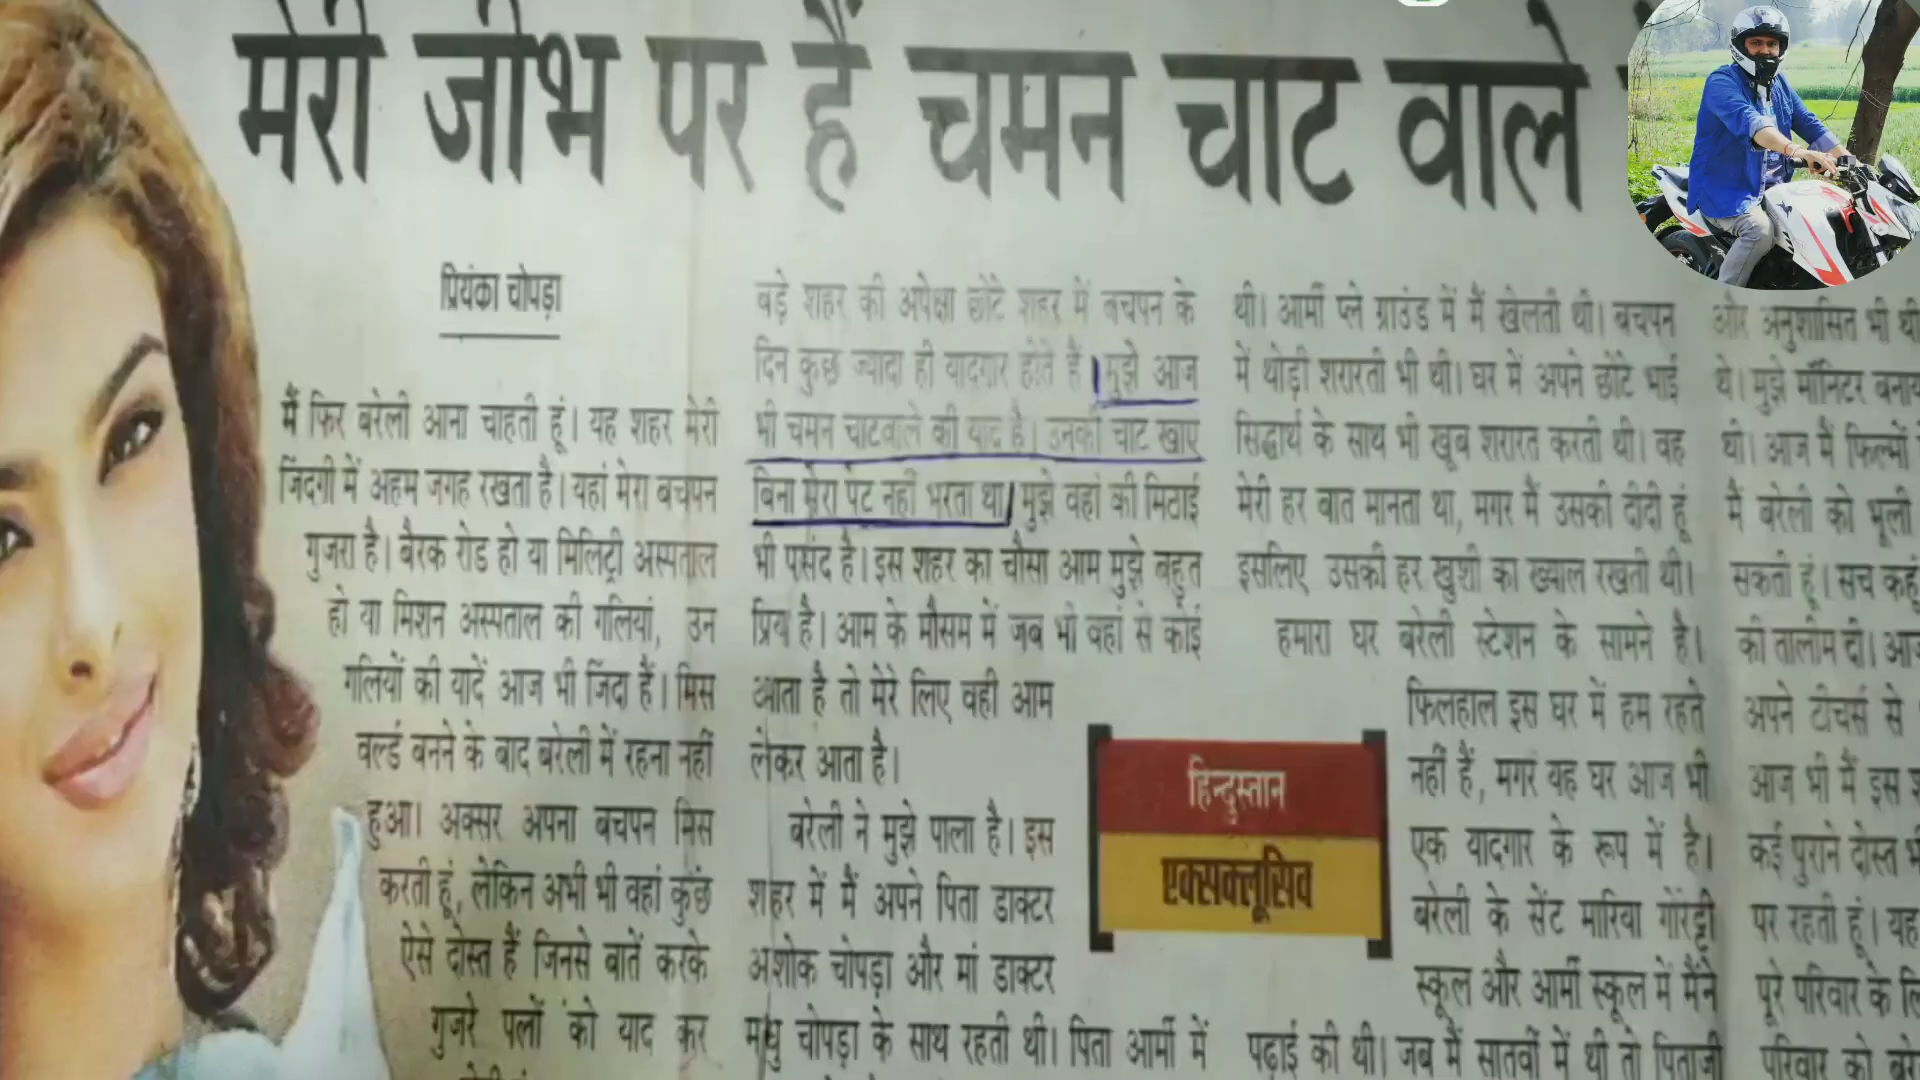 मेरी जीभ पर है चमन चाट वाले
प्रियंका चोपड़ा
मैं फिर बरेली आना चाहती हूं। यह शहर मेरी
जिंदगी में अहम जगह रखता है। यहां मेरा बचपन
गुजरा है। बैरक रोड हो या मिलिट्री अस्पताल
हो या मिशन अस्पताल की गलियां, उन
गलियों की यादें आज भी जिंदा हैं। मिस
वर्ल्ड बनने के बाद बरेली में रहना नहीं
हुआ। अक्सर अपना बचपन मिस
करती हूं, लेकिन अभी भी वहां कुछ
ऐसे दोस्त हैं जिनसे बातें करके
गुजरे पलों को याद कर
बड़े शहर की अपेक्षा छोटे शहर में बचपन के
दिन कुछ ज्यादा ही यादगार होते हैं। मुझे आज
भी चमन चाटवाले की याद है। उनकी चाट खाए
बिना मेरा पेट नहीं भरता था। मुझे वहां की मिठाई
भी पसंद है। इस शहर का चौसा आम मुझे बहुत
प्रिय है। आम के मौसम में जब भी वहां से कोई
आता है तो मेरे लिए वही आम
लेकर आता है।
बरेली ने मुझे पाला है। इस
शहर में मैं अपने पिता डाक्टर
अशोक चोपड़ा और मां डाक्टर
मधु चोपड़ा के साथ रहती थी। पिता आर्मी में
हिन्दुस्तान
एक्सक्लूसिव
थी। आर्मी प्ले ग्राउंड में मैं खेलती थी। बचपन
में थोड़ी शरारती भी थी। घर में अपने छोटे भाई
सिद्धार्थ के साथ भी खूब शरारत करती थी। वह
मेरी हर बात मानता था, मगर मैं उसकी दीदी हूं
इसलिए उसकी हर खुशी का ख्याल रखती थी।
हमारा घर बरेली स्टेशन के सामने है।
फिलहाल इस घर में हम रहते
नहीं हैं, मगर यह घर आज भी
एक यादगार के रूप में है।
बरेली के सेंट मारिया गोरेट्टी
स्कूल और आर्मी स्कूल में मैंने
पढ़ाई की थी। जब मैं सातवीं में थी तो पिताजी
और अनुशासित भी थी
थे। मुझे मॉनिटर
थी। आज मैं फिल्मों
मैं बरेली को भूली
सकती हूं। सच कहूं
की तालीम दी।
अपने टीचर्स से
आज भी मैं इस
कई पुराने दोस्त
पर रहती हूं। यह
पूरे परिवार के
परिवार को